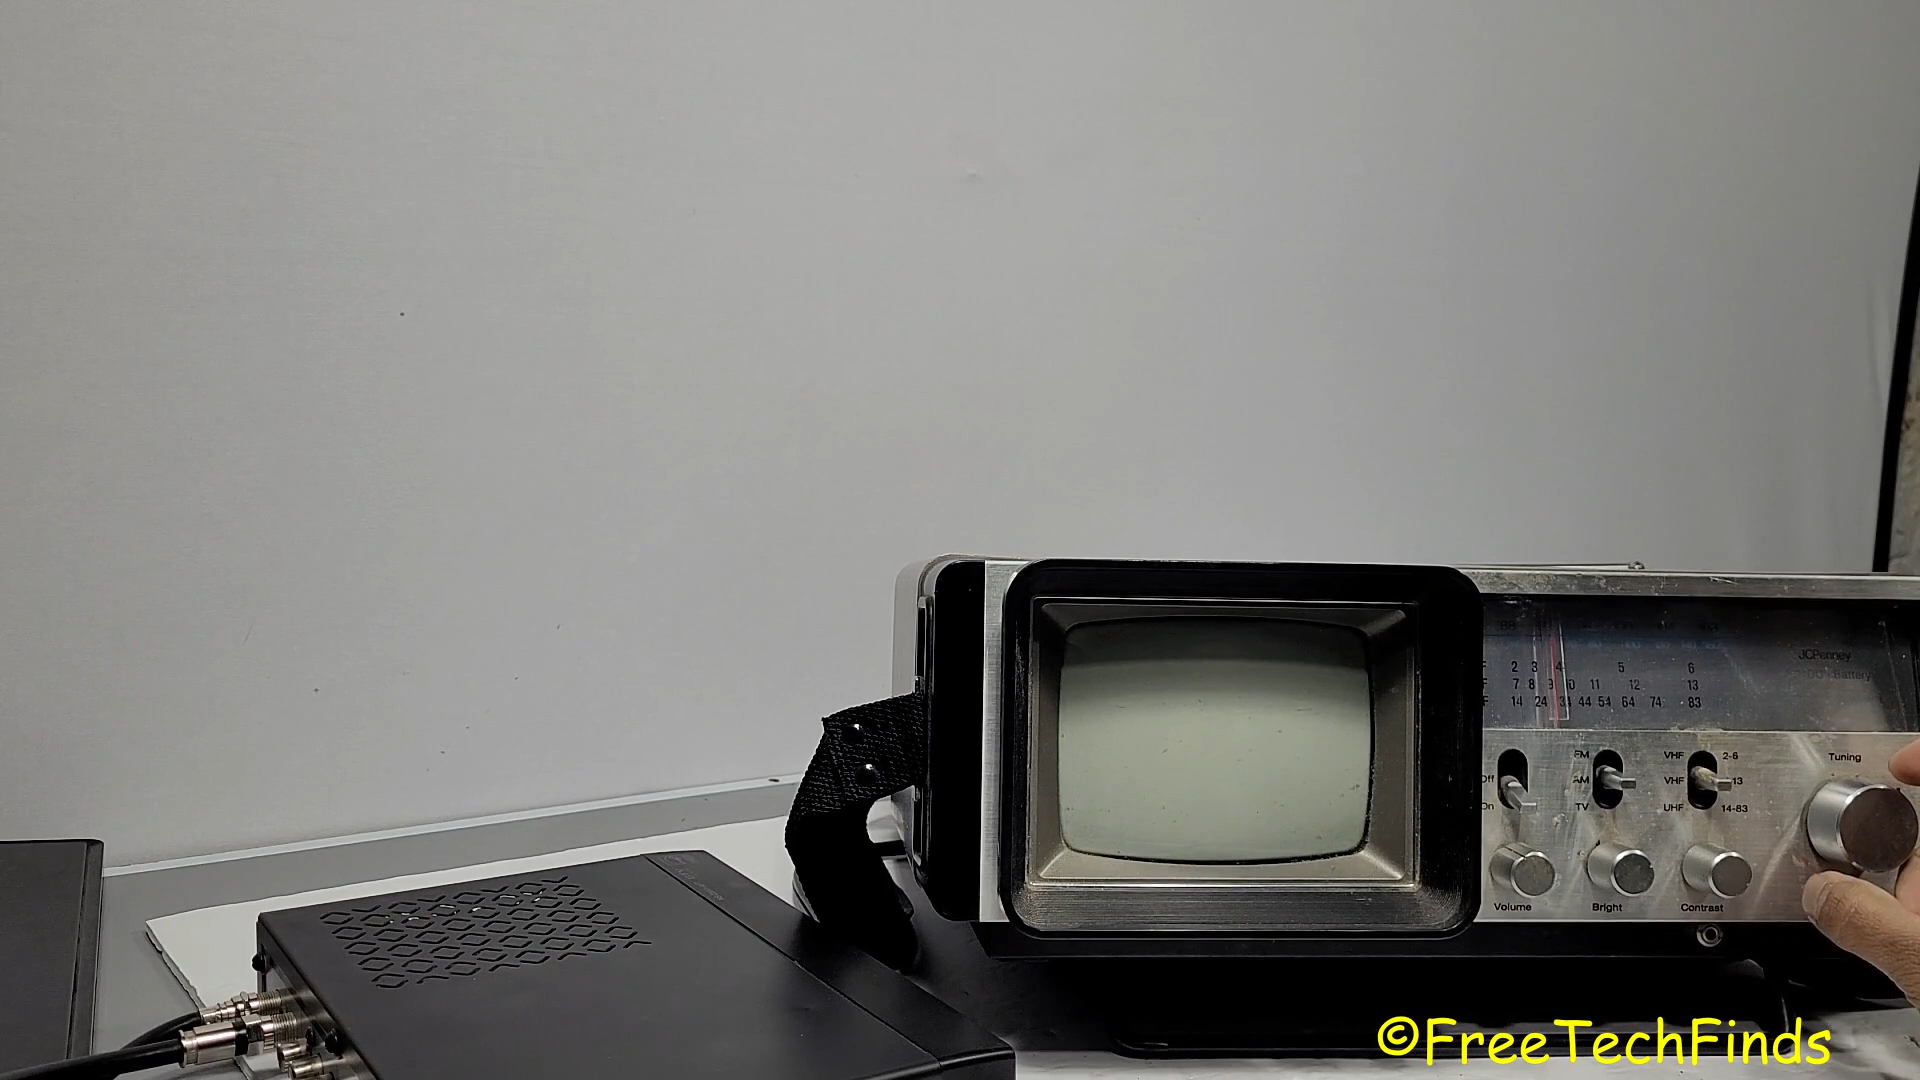 88
JCPenney
Battery
2 3 4 5 6
7 8 9 10 11 12 13
14 24 34 44 54 64 74 83
Off
On
FM
AM
TV
VHF 2-6
VHF 13
UHF 14-83
Tuning
Volume
Bright
Contrast
©FreeTechFinds